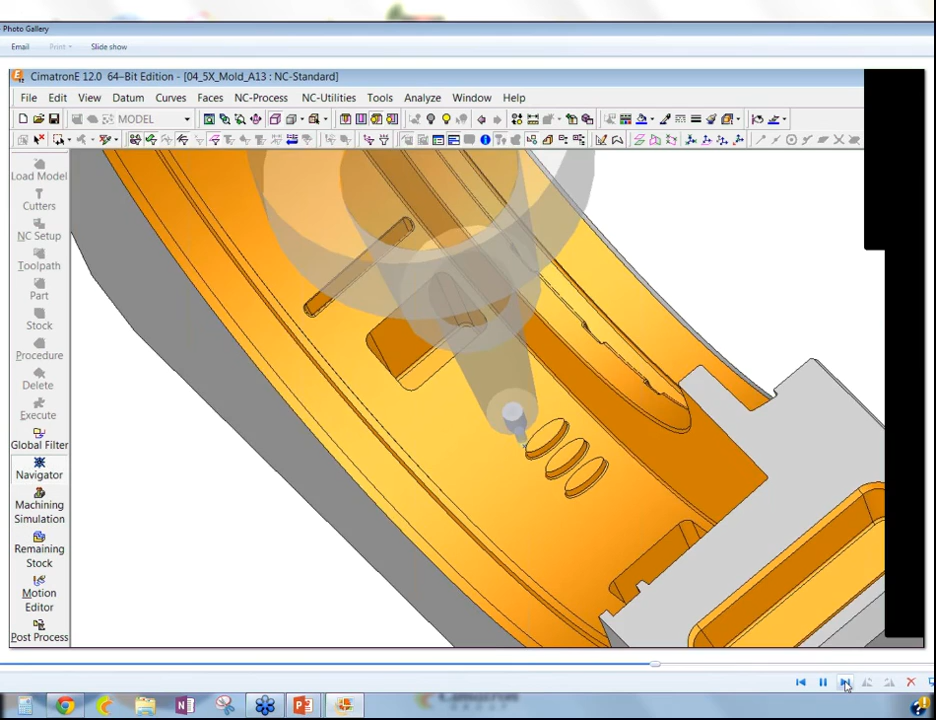 Photo Gallery
Email Print Slide show
CimatronE 12.0 64-Bit Edition - [04_5X_Mold_A13 : NC-Standard]
File Edit View Datum Curves Faces NC-Process NC-Utilities Tools Analyze Window Help
MODEL
Load Model
Cutters
NC Setup
Toolpath
Part
Stock
Procedure
Delete
Execute
Global Filter
Navigator
Machining
Simulation
Remaining
Stock
Motion
Editor
Post Process